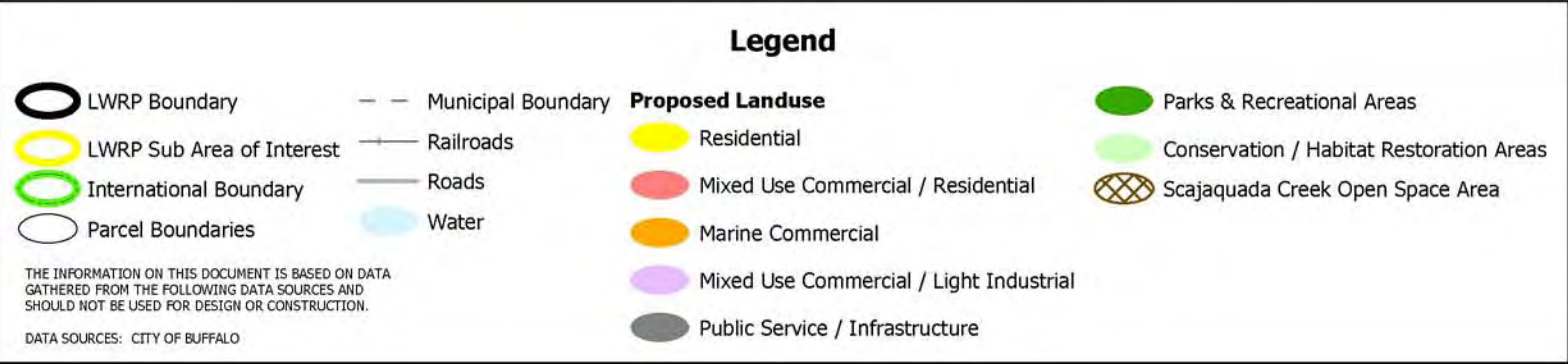 Legend
LWRP Boundary
LWRP Sub Area of Interest
International Boundary
Parcel Boundaries
THE INFORMATION ON THIS DOCUMENT IS BASED ON DATA
GATHERED FROM THE FOLLOWING DATA SOURCES AND
SHOULD NOT BE USED FOR DESIGN OR CONSTRUCTION.
DATA SOURCES: CITY OF BUFFALO
Municipal Boundary
Railroads
Roads
Water
Proposed Landuse
Residential
Mixed Use Commercial / Residential
Marine Commercial
Mixed Use Commercial / Light Industrial
Public Service / Infrastructure
Parks & Recreational Areas
Conservation / Habitat Restoration Areas
Scajaquada Creek Open Space Area